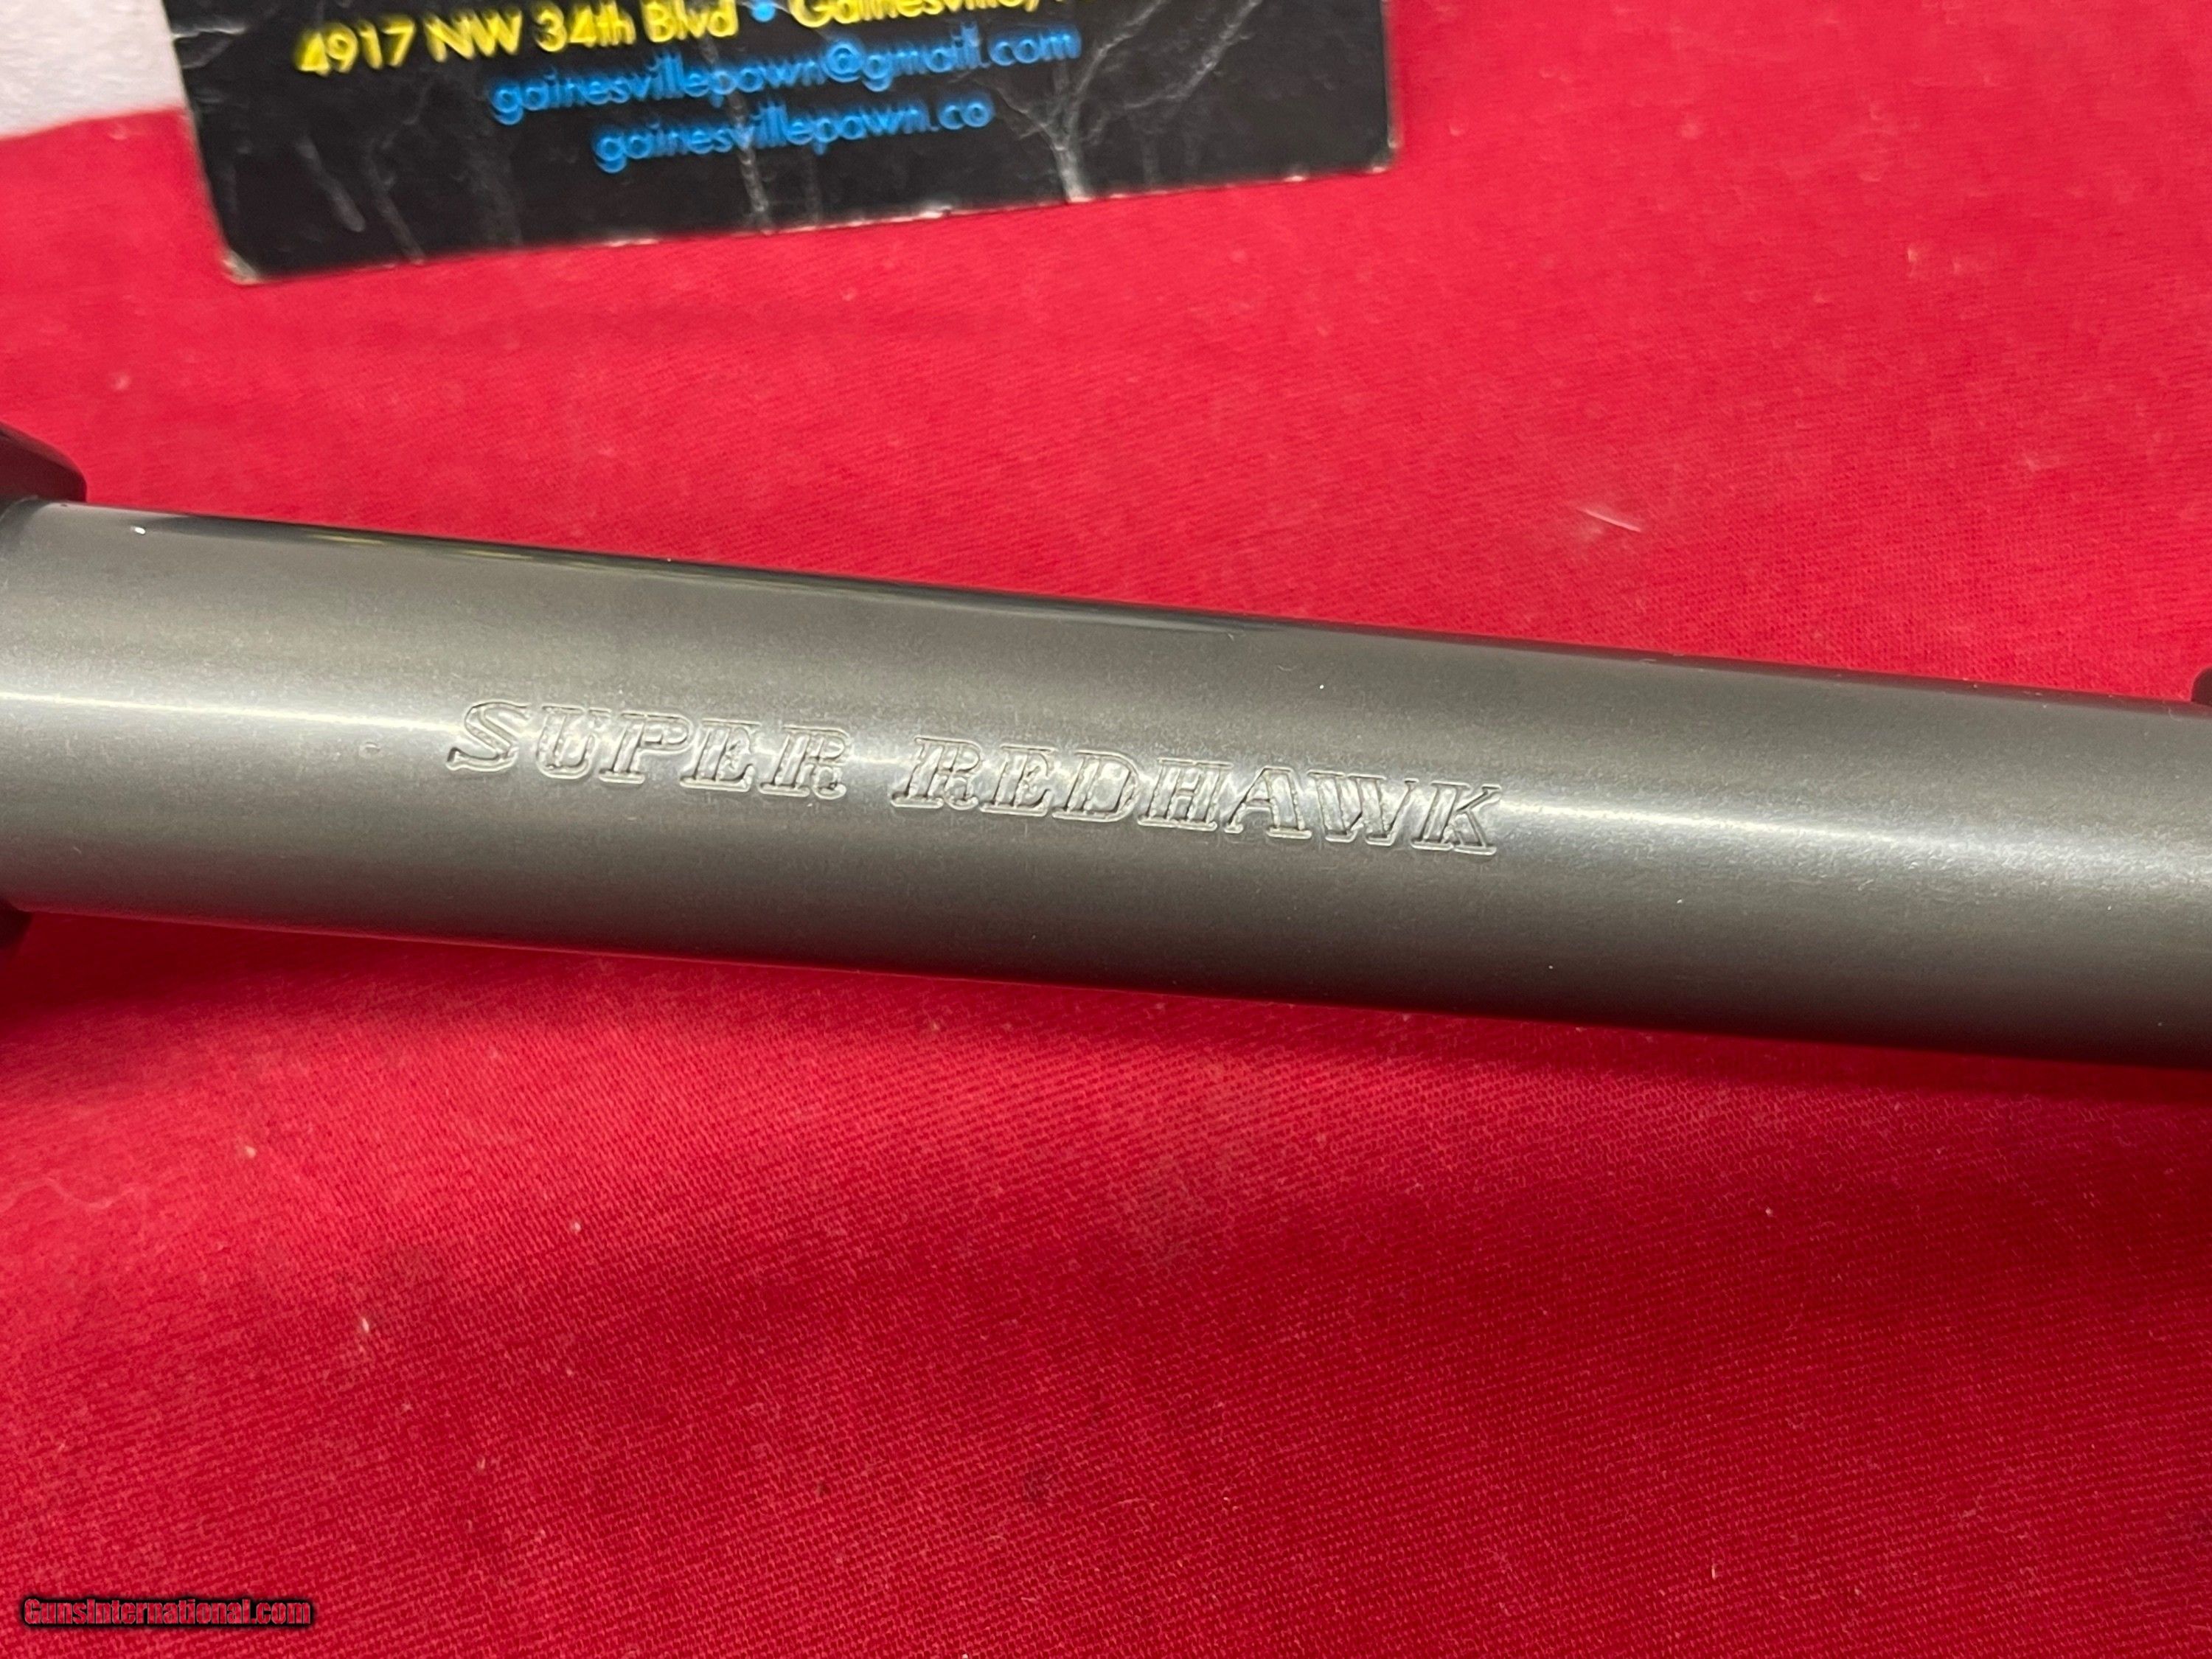 4917 NW 34th Blvd • Gainesville,
gainesvillepawn@gmail.com
gainesvillepawn.co
SUPER REDHAWK
GunsInternational.com